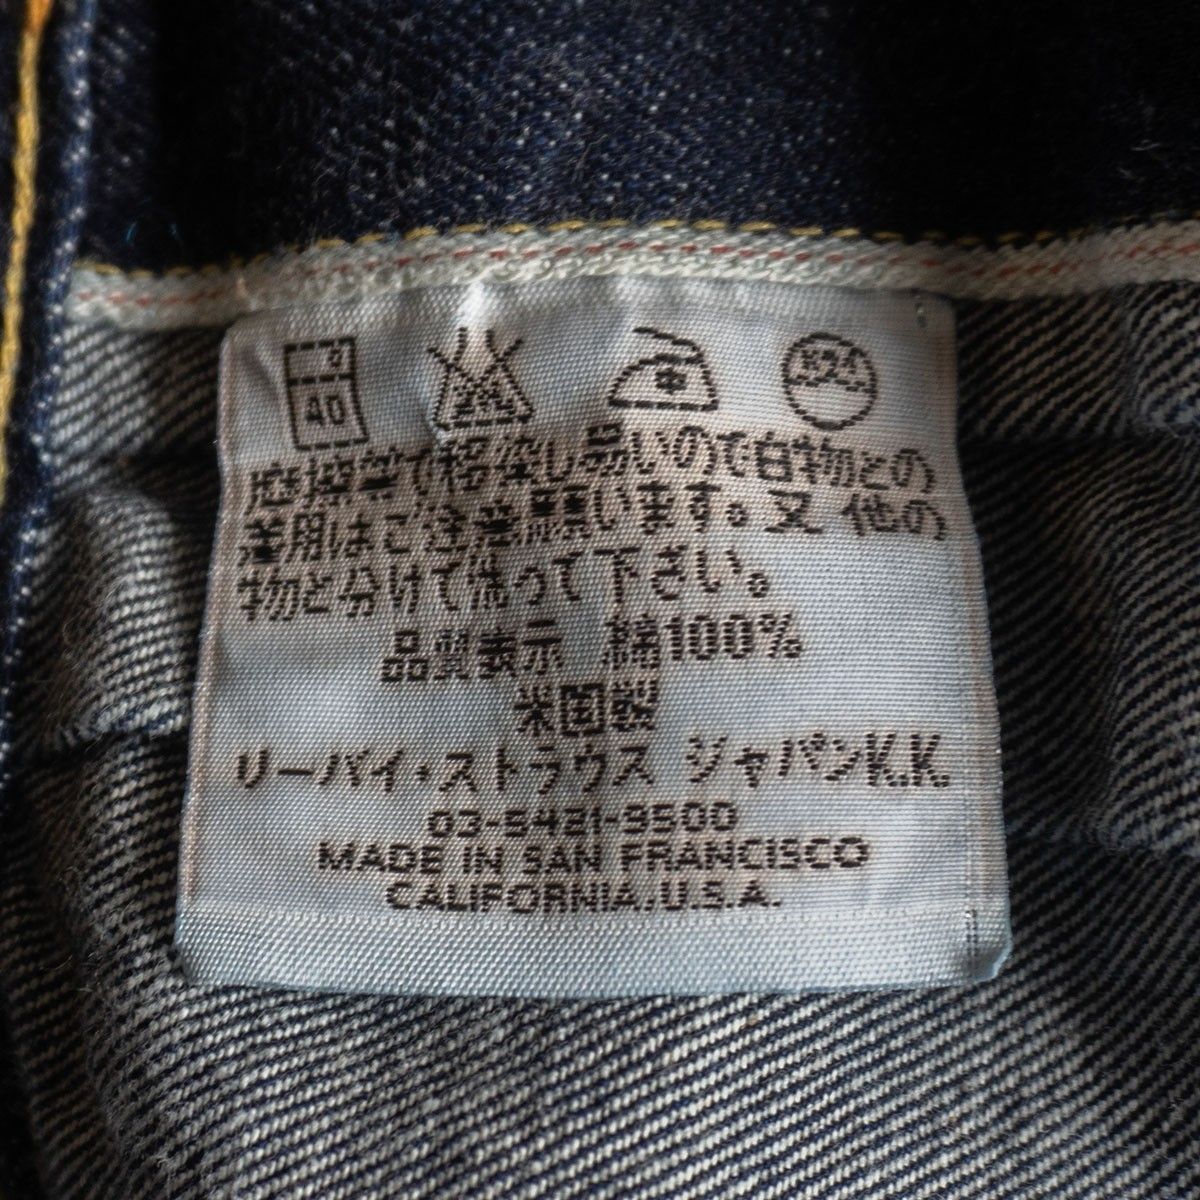 40
摩擦等で移染し易いので白物との
着用はご注意願います。又 他の
物と分けて洗って下さい。
品質表示 綿100%
米国製
リーバイ・ストラウス ジャパンK.K.
03-5421-9500
MADE IN SAN FRANCISCO
CALIFORNIA.U.S.A.